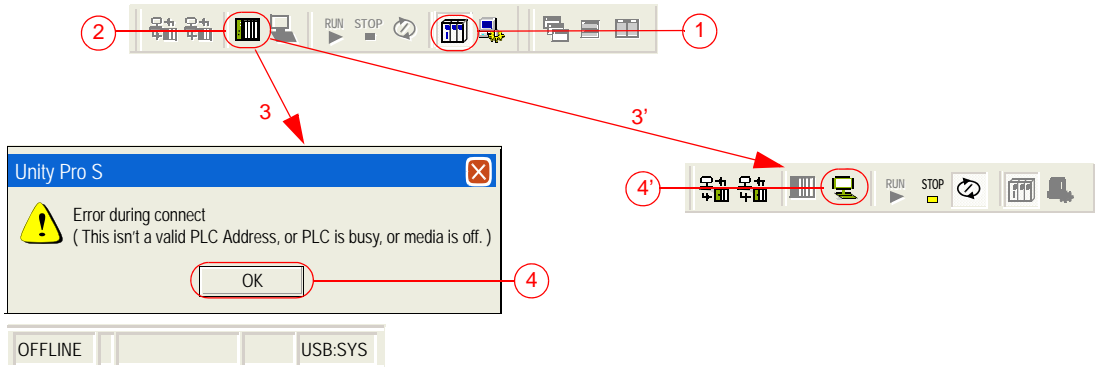 2
RUN STOP
1
3
3'
Unity Pro S
Error during connect
( This isn't a valid PLC Address, or PLC is busy, or media is off. )
OK
4
4'
RUN STOP
OFFLINE USB:SYS